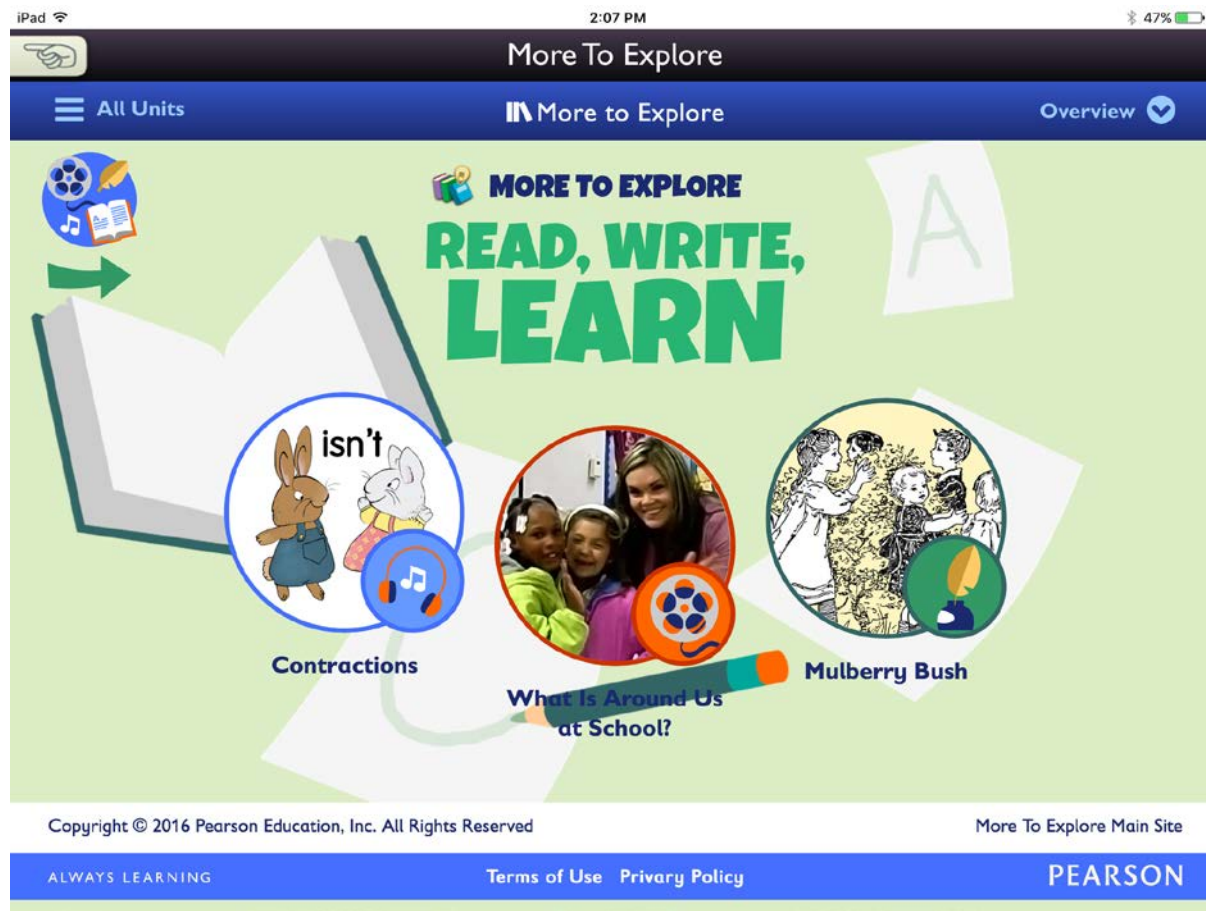 iPad 2:07 PM 47%
More To Explore
All Units More to Explore Overview
MORE TO EXPLORE
READ, WRITE,
LEARN
A
isn't
Contractions
What Is Around Us
at School?
Mulberry Bush
Copyright © 2016 Pearson Education, Inc. All Rights Reserved More To Explore Main Site
ALWAYS LEARNING Terms of Use Privary Policy PEARSON